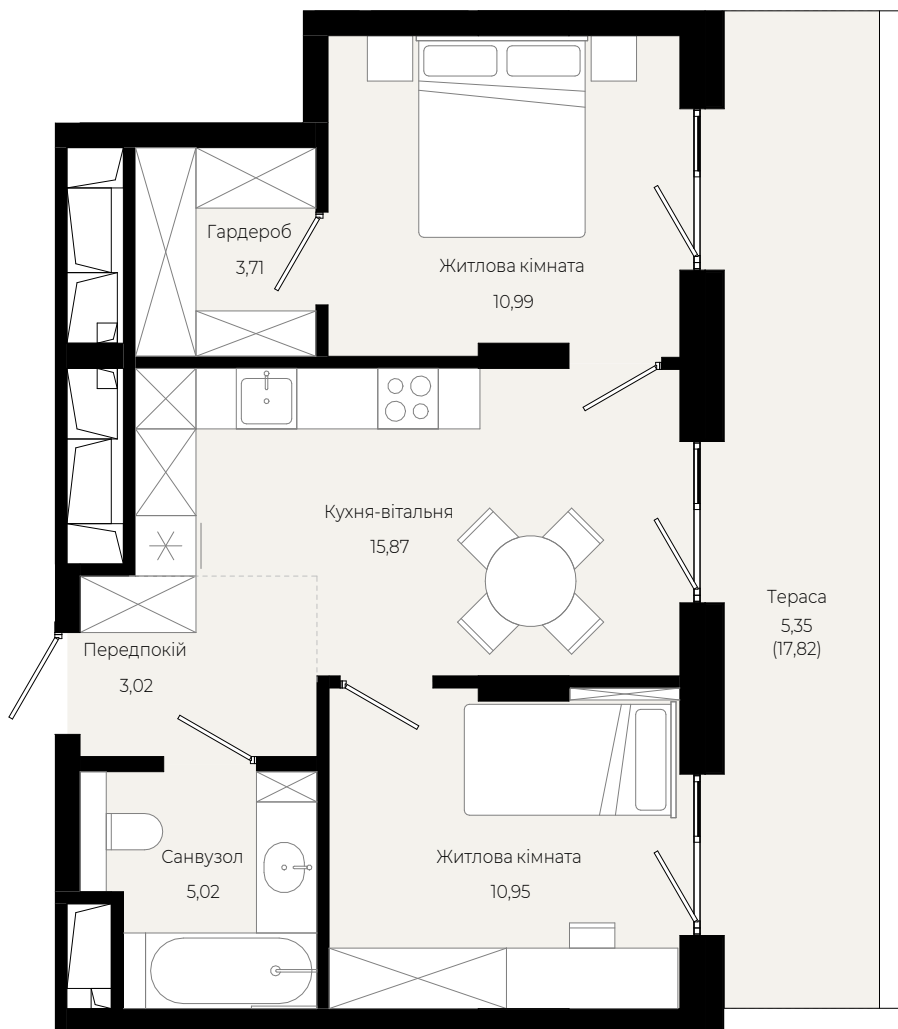 Гардероб
3,71
Житлова кімната
10,99
Кухня-вітальня
15,87
Тераса
5,35
(17,82)
Передпокій
3,02
Санвузол
5,02
Житлова кімната
10,95